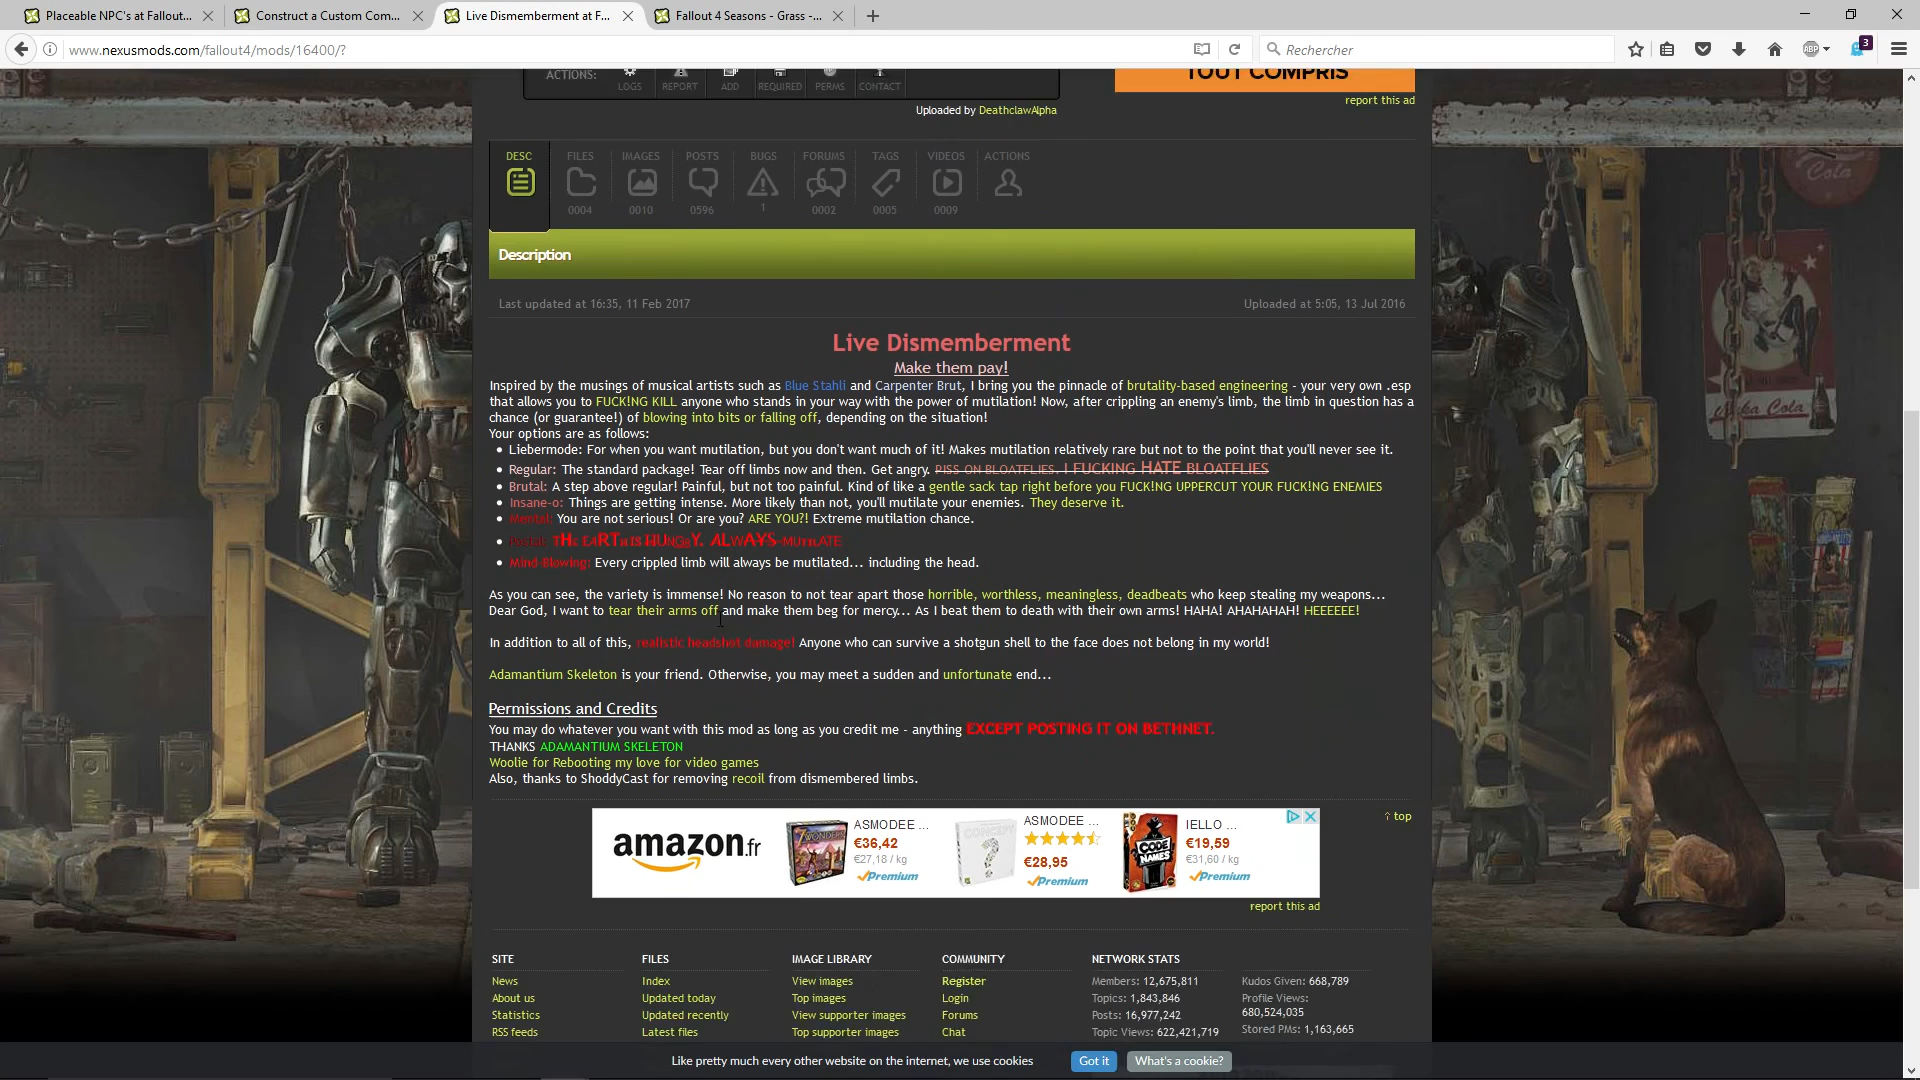 Placeable NPC's at Fallout...
Construct a Custom Com...
Live Dismemberment at F...
Fallout 4 Seasons - Grass -...
www.nexusmods.com/fallout4/mods/16400/?
Rechercher
ABP
3
ACTIONS:
LOGS REPORT ADD REQUIRED PERMS CONTACT
TOUT COMPRIS
report this ad
Uploaded by DeathclawAlpha
DESC FILES IMAGES POSTS BUGS FORUMS TAGS VIDEOS ACTIONS
0004 0010 0596 1 0002 0005 0009
Description
Last updated at 16:35, 11 Feb 2017
Uploaded at 5:05, 13 Jul 2016
Live Dismemberment
Make them pay!
Inspired by the musings of musical artists such as Blue Stahli and Carpenter Brut, I bring you the pinnacle of brutality-based engineering - your very own .esp
that allows you to FUCK!NG KILL anyone who stands in your way with the power of mutilation! Now, after crippling an enemy's limb, the limb in question has a
chance (or guarantee!) of blowing into bits or falling off, depending on the situation!
Your options are as follows:
• Liebermode: For when you want mutilation, but you don't want much of it! Makes mutilation relatively rare but not to the point that you'll never see it.
• Regular: The standard package! Tear off limbs now and then. Get angry. PISS ON BLOATFLIES. I FUCKING HATE BLOATFLIES
• Brutal: A step above regular! Painful, but not too painful. Kind of like a gentle sack tap right before you FUCK!NG UPPERCUT YOUR FUCK!NG ENEMIES
• Insane-o: Things are getting intense. More likely than not, you'll mutilate your enemies. They deserve it.
• Mental: You are not serious! Or are you? ARE YOU?! Extreme mutilation chance.
• THE EARTH IS HUNGRY. ALWAYS MUTILATE
• Mind-Blowing: Every crippled limb will always be mutilated... including the head.
As you can see, the variety is immense! No reason to not tear apart those horrible, worthless, meaningless, deadbeats who keep stealing my weapons...
Dear God, I want to tear their arms off and make them beg for mercy... As I beat them to death with their own arms! HAHA! AHAHAHAH! HEEEEEE!
In addition to all of this, realistic headshot damage! Anyone who can survive a shotgun shell to the face does not belong in my world!
Adamantium Skeleton is your friend. Otherwise, you may meet a sudden and unfortunate end...
Permissions and Credits
You may do whatever you want with this mod as long as you credit me - anything EXCEPT POSTING IT ON BETHNET.
THANKS ADAMANTIUM SKELETON
Woolie for Rebooting my love for video games
Also, thanks to ShoddyCast for removing recoil from dismembered limbs.
top
amazon.fr
7 WONDERS
ASMODEE ...
€36,42
€27,18 / kg
Premium
CONCEPT
ASMODEE ...
€28,95
Premium
CODE NAMES
IELLO ...
€19,59
€31,60 / kg
Premium
report this ad
SITE
News
About us
Statistics
RSS feeds
FILES
Index
Updated today
Updated recently
Latest files
IMAGE LIBRARY
View images
Top images
View supporter images
Top supporter images
COMMUNITY
Register
Login
Forums
Chat
NETWORK STATS
Members: 12,675,811
Topics: 1,843,846
Posts: 16,977,242
Topic Views: 622,421,719
Kudos Given: 668,789
Profile Views:
680,524,035
Stored PMs: 1,163,665
Like pretty much every other website on the internet, we use cookies
Got it
What's a cookie?
Cola
Nuka Cola